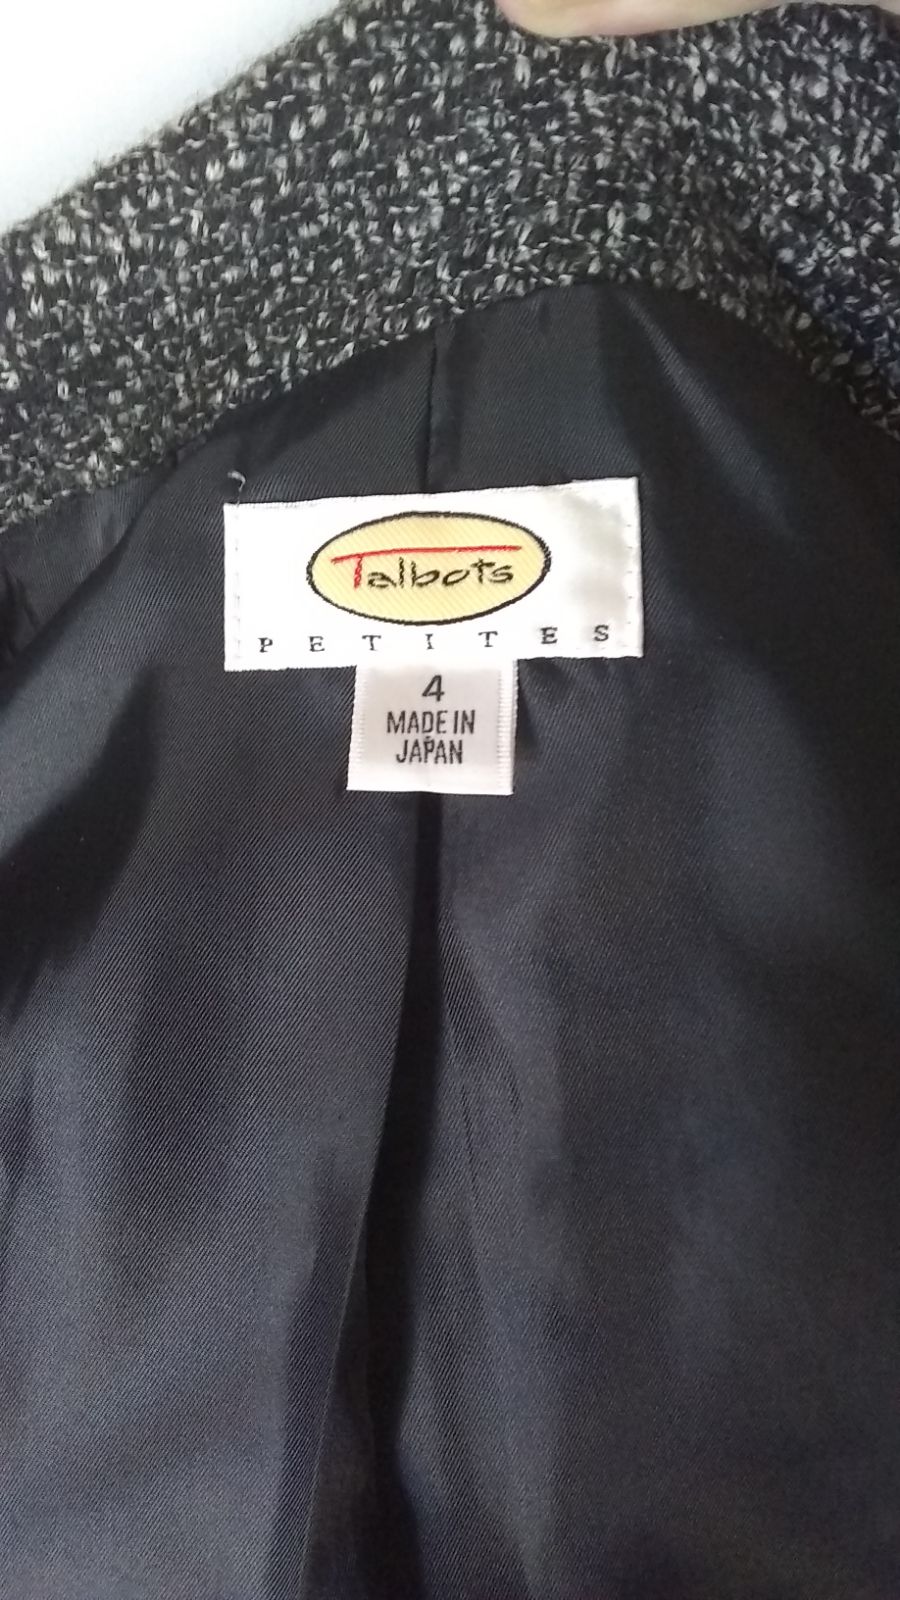 Talbots
PETITES
4
MADE IN
JAPAN